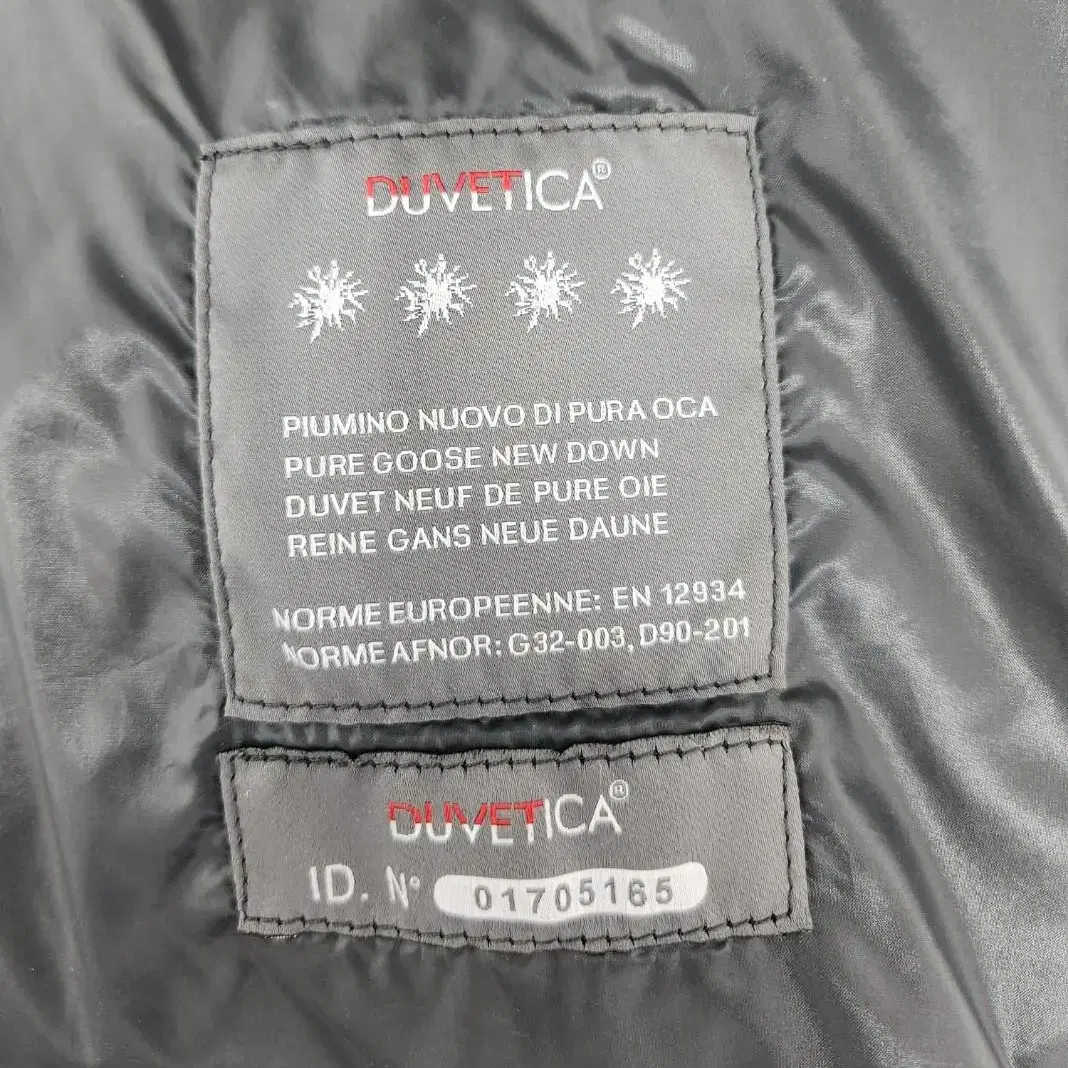 DUVETICA®
PIUMINO NUOVO DI PURA OCA
PURE GOOSE NEW DOWN
DUVET NEUF DE PURE OIE
REINE GANS NEUE DAUNE
NORME EUROPEENNE: EN 12934
NORME AFNOR: G32-003, D90-201
DUVETICA®
ID. Nº 01705165